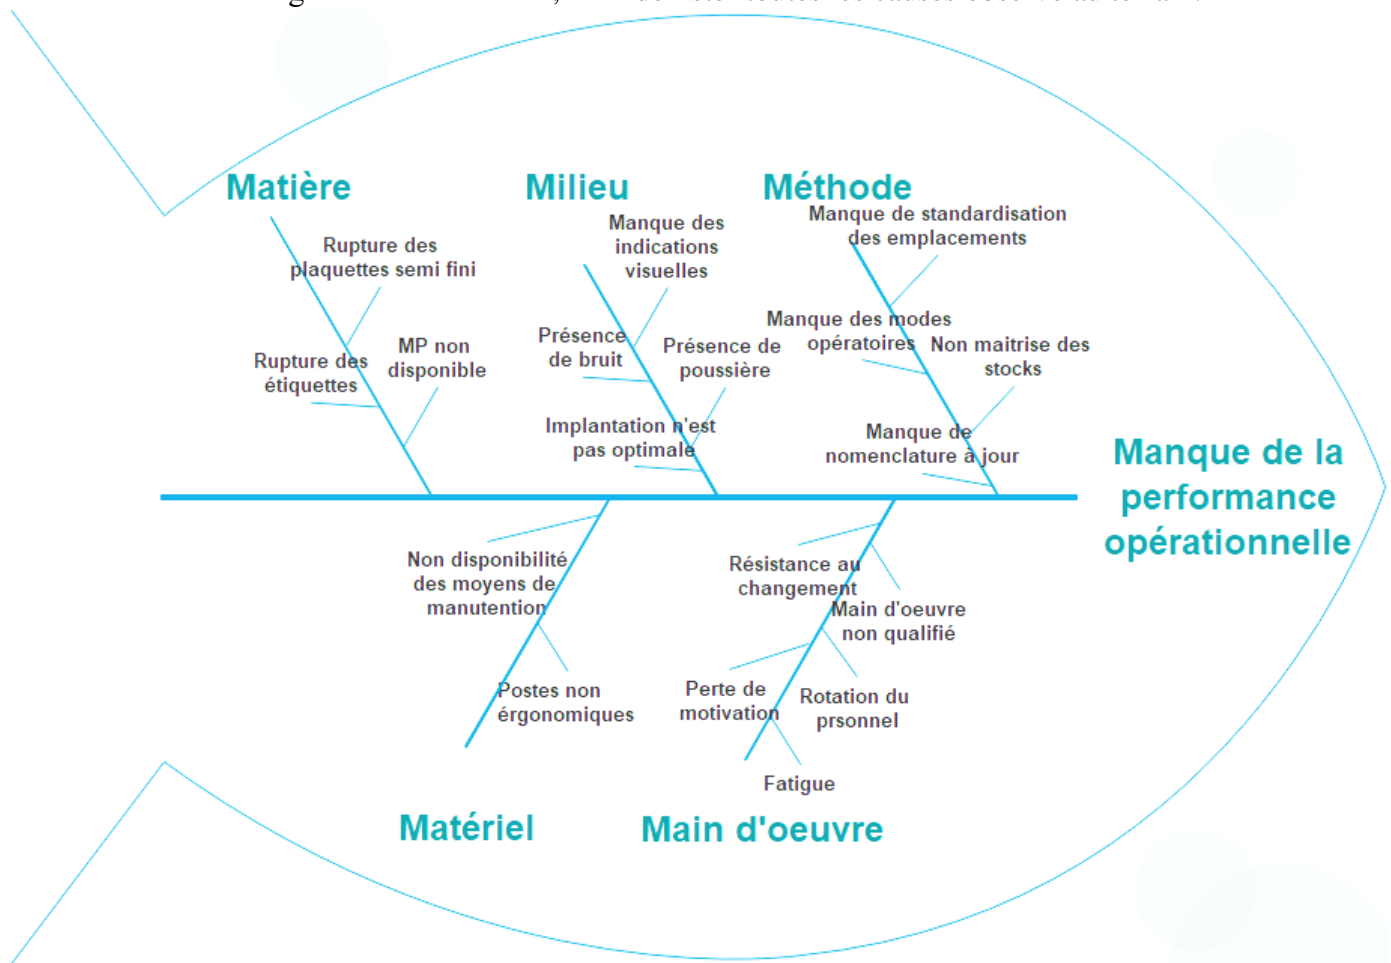 Matière
Milieu
Méthode
Rupture des
plaquettes semi fini
Rupture des
étiquettes
MP non
disponible
Manque des
indications
visuelles
Présence
de bruit
Présence de
poussière
Implantation n'est
pas optimale
Manque de standardisation
des emplacements
Manque des modes
opératoires
Non maitrise des
stocks
Manque de
nomenclature à jour
Manque de la
performance
opérationnelle
Non disponibilité
des moyens de
manutention
Postes non
érgonomiques
Résistance au
changement
Main d'oeuvre
non qualifié
Perte de
motivation
Rotation du
prsonnel
Fatigue
Matériel
Main d'oeuvre